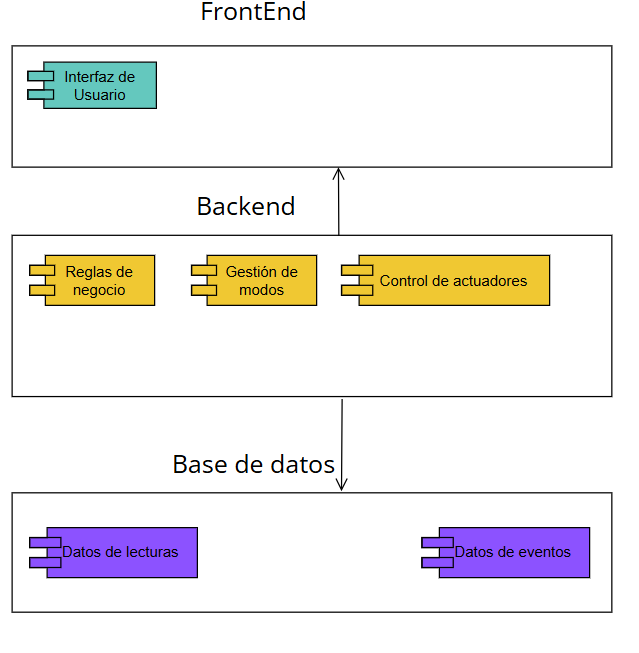 FrontEnd
Interfaz de
Usuario
Backend
Reglas de
negocio
Gestión de
modos
Control de actuadores
Base de datos
Datos de lecturas
Datos de eventos